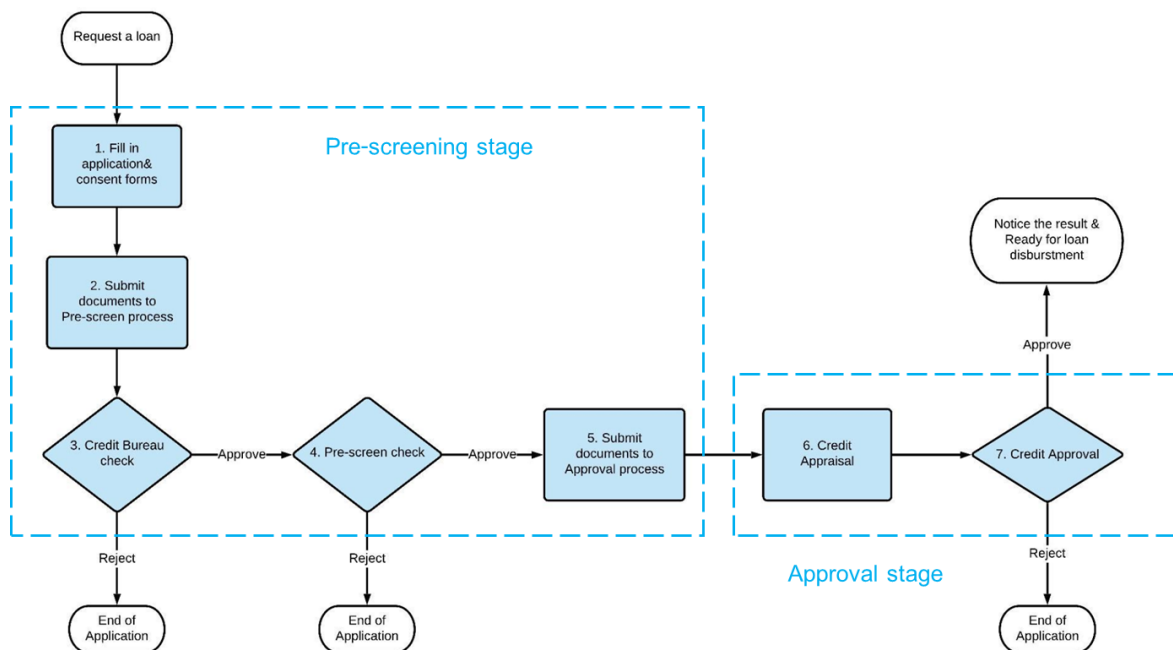 Request a loan
Pre-screening stage
1. Fill in
application&
consent forms
2. Submit
documents to
Pre-screen process
3. Credit Bureau
check
Approve
4. Pre-screen check
Approve
5. Submit
documents to
Approval process
6. Credit
Appraisal
7. Credit Approval
Approve
Notice the result &
Ready for loan
disburstment
Reject
Reject
Reject
Approval stage
End of
Application
End of
Application
End of
Application